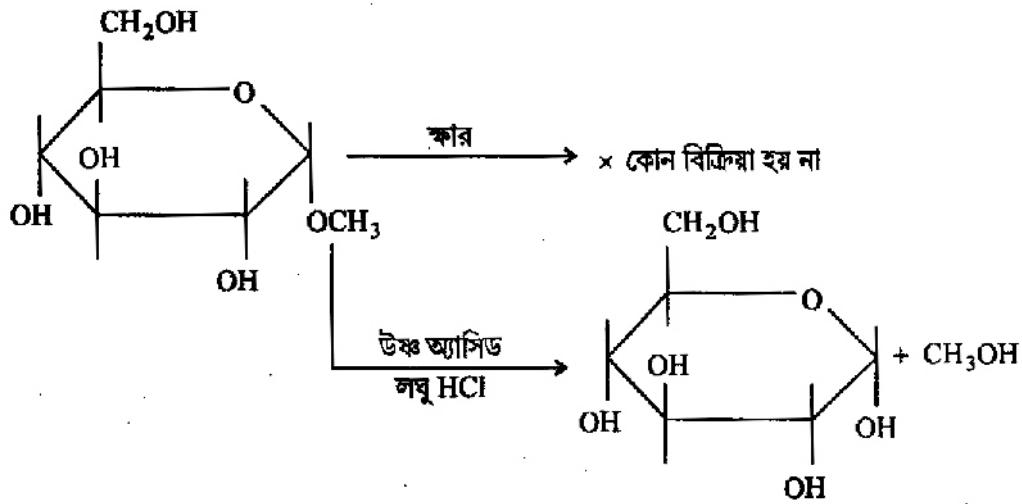 CH₂OH
O
OH
OH
OCH₃
OH
ক্ষার
× কোন বিক্রিয়া হয় না
উষ্ণ অ্যাসিড
লঘু HCl
CH₂OH
O
OH
OH
OH
OH
+ CH₃OH